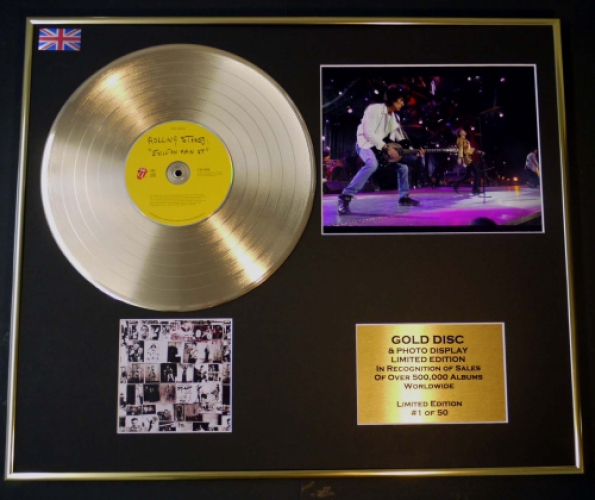 ROLLING STONES.
"EXILE ON MAIN ST"
GOLD DISC
& PHOTO DISPLAY
LIMITED EDITION
IN RECOGNITION OF SALES
OF OVER 500,000 ALBUMS
WORLDWIDE
LIMITED EDITION
#1 OF 50